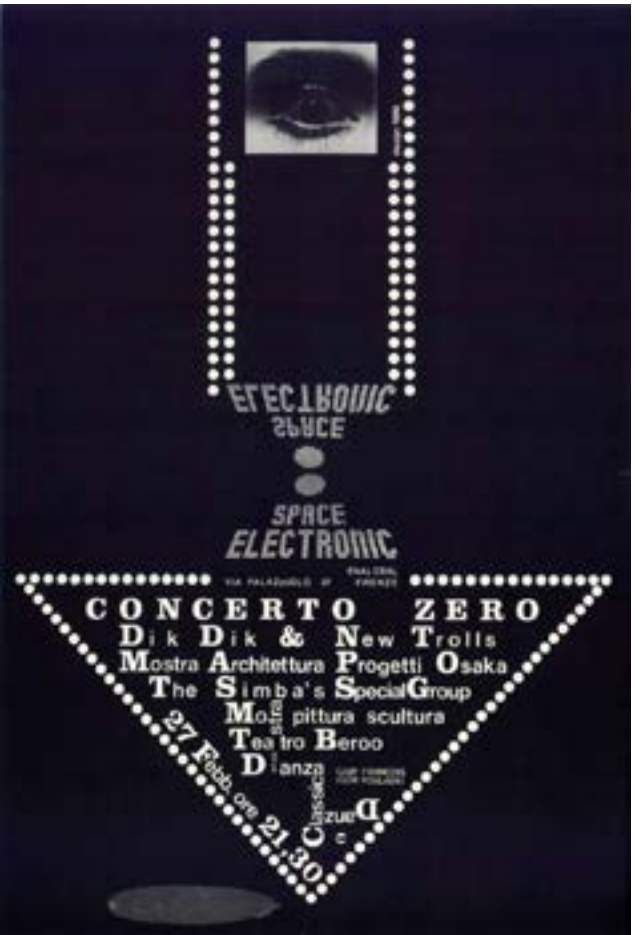 ELECTRONIC
SPACE
SPACE
ELECTRONIC
VIA PALAZZUOLO 37
ENALCRAL
FIRENZE
CONCERTO ZERO
Dik Dik & New Trolls
Mostra Architettura Progetti Osaka
The Simba's SpecialGroup
Mostra pittura scultura
Teatro Beroo
Danza
Classica
27 Febb. ore 21,30